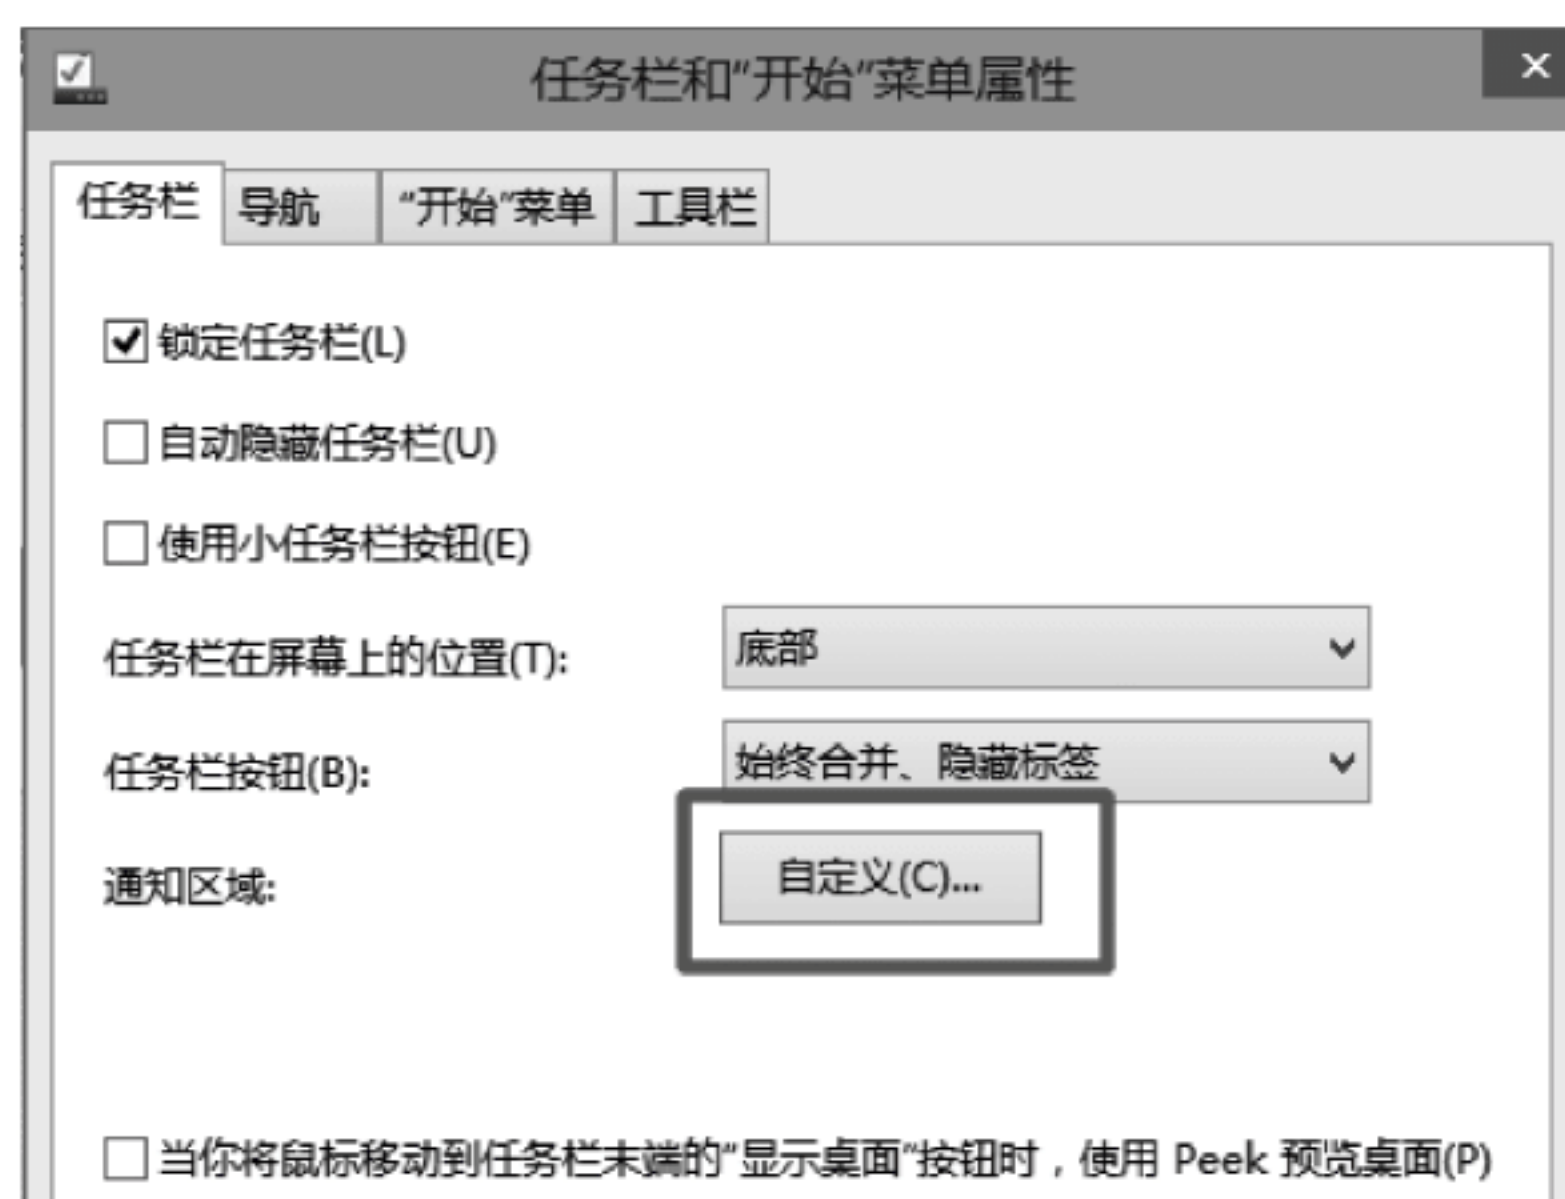 任务栏和“开始”菜单属性
任务栏 导航 “开始”菜单 工具栏
锁定任务栏(L)
自动隐藏任务栏(U)
使用小任务栏按钮(E)
任务栏在屏幕上的位置(T): 底部
任务栏按钮(B): 始终合并、隐藏标签
通知区域: 自定义(C)...
当你将鼠标移动到任务栏末端的“显示桌面”按钮时，使用 Peek 预览桌面(P)